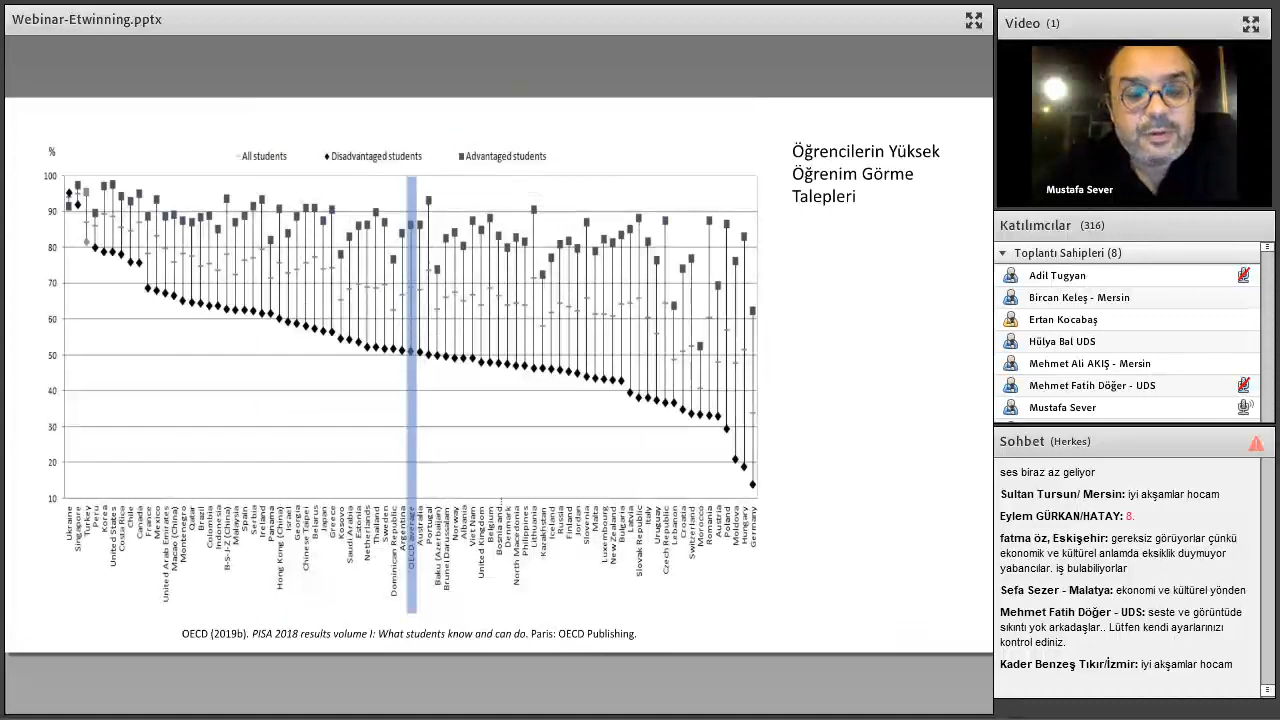 Webinar-Etwinning.pptx
Video (1)
Mustafa Sever
Öğrencilerin Yüksek
Öğrenim Görme
Talepleri
%
All students
Disadvantaged students
Advantaged students
100
90
80
70
60
50
40
30
20
10
Ukraine
Singapore
Turkey
Peru
Korea
United States
Costa Rica
Chile
Canada
France
Mexico
United Arab Emirates
Macao (China)
Montenegro
Qatar
Brazil
Colombia
Indonesia
B-S-J-Z (China)
Malaysia
Spain
Serbia
Ireland
Panama
Hong Kong (China)
Israel
Georgia
Chinese Taipei
Belarus
Japan
Greece
Kosovo
Saudi Arabia
Estonia
Netherlands
Thailand
Sweden
Dominican Republic
Argentina
OECD average
Australia
Portugal
Baku (Azerbaijan)
Brunei Darussalam
Norway
Albania
Viet Nam
United Kingdom
Belgium
Bosnia and...
Denmark
North Macedonia
Philippines
Lithuania
Kazakhstan
Iceland
Russia
Finland
Jordan
Slovenia
Malta
Luxembourg
New Zealand
Bulgaria
Latvia
Slovak Republic
Italy
Uruguay
Czech Republic
Lebanon
Croatia
Switzerland
Morocco
Romania
Austria
Poland
Moldova
Hungary
Germany
OECD (2019b). PISA 2018 results volume I: What students know and can do. Paris: OECD Publishing.
Katılımcılar (316)
Toplantı Sahipleri (8)
Adil Tugyan
Bircan Keleş - Mersin
Ertan Kocabaş
Hülya Bal UDS
Mehmet Ali AKIŞ - Mersin
Mehmet Fatih Döğer - UDS
Mustafa Sever
Sohbet (Herkes)
ses biraz az geliyor
Sultan Tursun/ Mersin: iyi akşamlar hocam
Eylem GÜRKAN/HATAY: 8.
fatma öz, Eskişehir: gereksiz görüyorlar çünkü
ekonomik ve kültürel anlamda eksiklik duymuyor
yabancılar. iş bulabiliyorlar
Sefa Sezer - Malatya: ekonomi ve kültürel yönden
Mehmet Fatih Döğer - UDS: seste ve görüntüde
sıkıntı yok arkadaşlar.. Lütfen kendi ayarlarınızı
kontrol ediniz.
Kader Benzeş Tıkır/İzmir: iyi akşamlar hocam